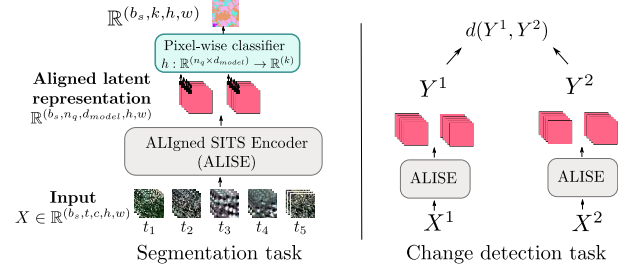 ℝ^(b_s,k,h,w)
Pixel-wise classifier
h : ℝ^(n_q×d_model) → ℝ^(k)
Aligned latent
representation
ℝ^(b_s,n_q,d_model,h,w)
ALIgned SITS Encoder
(ALISE)
Input
X ∈ ℝ^(b_s,t,c,h,w)
t_1 t_2 t_3 t_4 t_5
Segmentation task
d(Y^1, Y^2)
Y^1 Y^2
ALISE ALISE
X^1 X^2
Change detection task